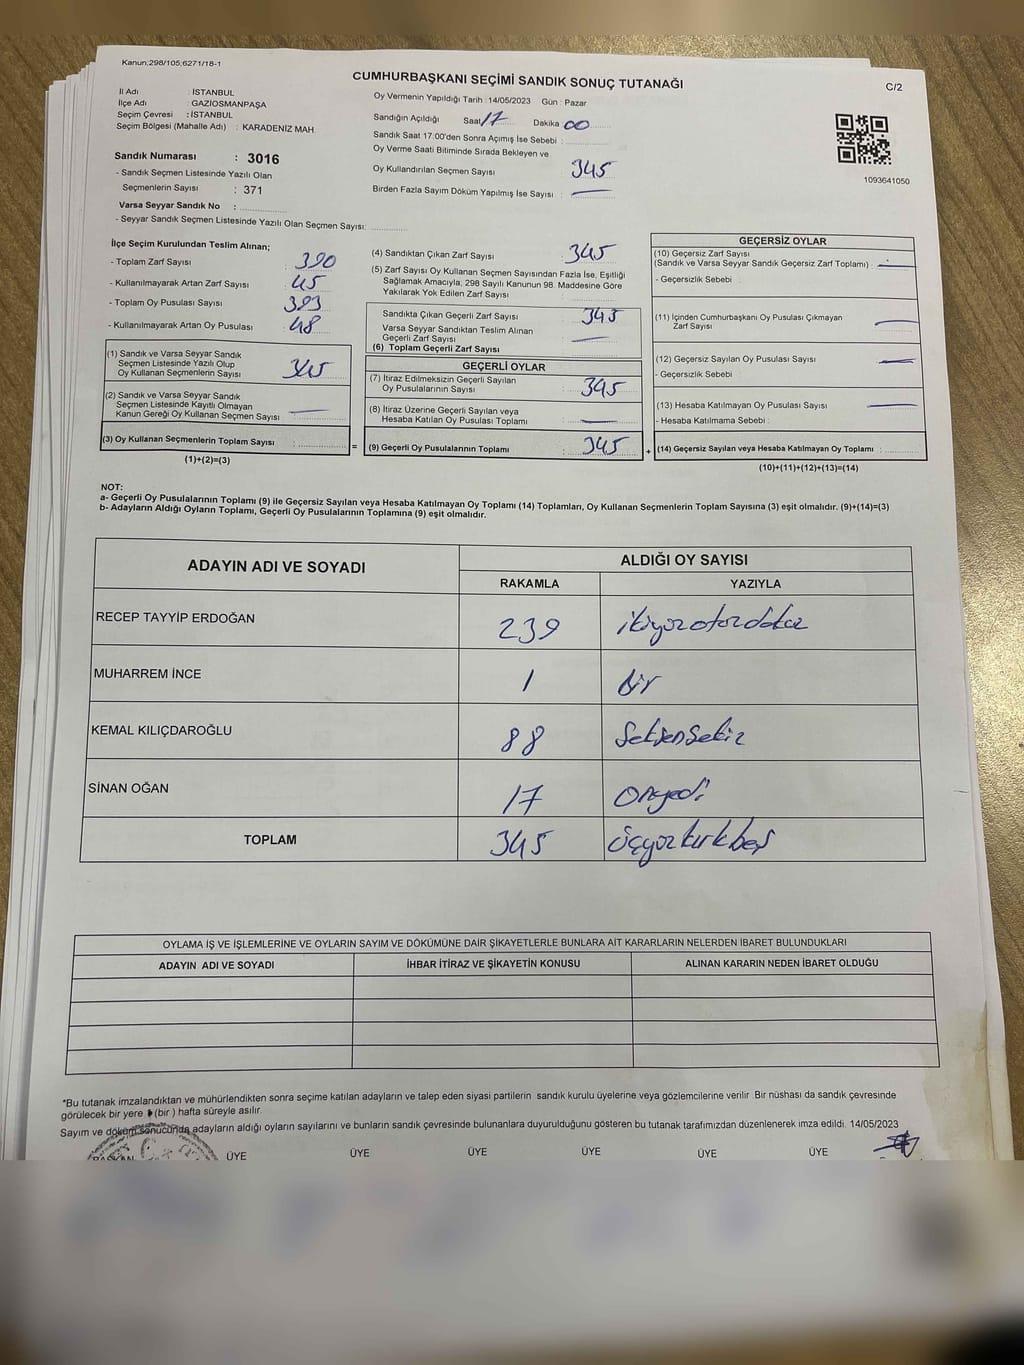 Kanun;298/105;6271/18-1
CUMHURBAŞKANI SEÇİMİ SANDIK SONUÇ TUTANAĞI
C/2
İl Adı : İSTANBUL
İlçe Adı : GAZİOSMANPAŞA
Seçim Çevresi : İSTANBUL
Seçim Bölgesi (Mahalle Adı) : KARADENİZ MAH.
Sandık Numarası : 3016
- Sandık Seçmen Listesinde Yazılı Olan
Seçmenlerin Sayısı : 371
Varsa Seyyar Sandık No :
- Seyyar Sandık Seçmen Listesinde Yazılı Olan Seçmen Sayısı:
Oy Vermenin Yapıldığı Tarih : 14/05/2023 Gün : Pazar
Sandığın Açıldığı Saat 17 Dakika 00
Sandık Saat 17:00'den Sonra Açımış İse Sebebi :
Oy Verme Saati Bitiminde Sırada Bekleyen ve
Oy Kullandırılan Seçmen Sayısı : 345
Birden Fazla Sayım Döküm Yapılmış İse Sayısı : —
1093641050
İlçe Seçim Kurulundan Teslim Alınan;
- Toplam Zarf Sayısı : 390
- Kullanılmayarak Artan Zarf Sayısı : 45
- Toplam Oy Pusulası Sayısı : 393
- Kullanılmayarak Artan Oy Pusulası : 48
(1) Sandık ve Varsa Seyyar Sandık
Seçmen Listesinde Yazılı Olup
Oy Kullanan Seçmenlerin Sayısı : 345
(2) Sandık ve Varsa Seyyar Sandık
Seçmen Listesinde Kayıtlı Olmayan
Kanun Gereği Oy Kullanan Seçmen Sayısı : —
(3) Oy Kullanan Seçmenlerin Toplam Sayısı :
(1)+(2)=(3)
(4) Sandıktan Çıkan Zarf Sayısı : 345
(5) Zarf Sayısı Oy Kullanan Seçmen Sayısından Fazla İse, Eşitliği
Sağlamak Amacıyla, 298 Sayılı Kanunun 98. Maddesine Göre
Yakılarak Yok Edilen Zarf Sayısı :
Sandıkta Çıkan Geçerli Zarf Sayısı : 345
Varsa Seyyar Sandıktan Teslim Alınan
Geçerli Zarf Sayısı : —
(6) Toplam Geçerli Zarf Sayısı
GEÇERLİ OYLAR
(7) İtiraz Edilmeksizin Geçerli Sayılan
Oy Pusulalarının Sayısı : 345
(8) İtiraz Üzerine Geçerli Sayılan veya
Hesaba Katılan Oy Pusulası Toplamı : —
(9) Geçerli Oy Pusulalarının Toplamı : 345
=
+
GEÇERSİZ OYLAR
(10) Geçersiz Zarf Sayısı
(Sandık ve Varsa Seyyar Sandık Geçersiz Zarf Toplamı) : —
- Geçersizlik Sebebi :
(11) İçinden Cumhurbaşkanı Oy Pusulası Çıkmayan
Zarf Sayısı : —
(12) Geçersiz Sayılan Oy Pusulası Sayısı : —
- Geçersizlik Sebebi :
(13) Hesaba Katılmayan Oy Pusulası Sayısı : —
- Hesaba Katılmama Sebebi :
(14) Geçersiz Sayılan veya Hesaba Katılmayan Oy Toplamı :
(10)+(11)+(12)+(13)=(14)
NOT:
a- Geçerli Oy Pusulalarının Toplamı (9) ile Geçersiz Sayılan veya Hesaba Katılmayan Oy Toplamı (14) Toplamları, Oy Kullanan Seçmenlerin Toplam Sayısına (3) eşit olmalıdır. (9)+(14)=(3)
b- Adayların Aldığı Oyların Toplamı, Geçerli Oy Pusulalarının Toplamına (9) eşit olmalıdır.
ADAYIN ADI VE SOYADI ALDIĞI OY SAYISI
RAKAMLA YAZIYLA
RECEP TAYYİP ERDOĞAN 239 ikiyüzotuzdokuz
MUHARREM İNCE 1 bir
KEMAL KILIÇDAROĞLU 88 Seksensekiz
SİNAN OĞAN 17 Onyedi
TOPLAM 345 Üçyüzkırkbeş
OYLAMA İŞ VE İŞLEMLERİNE VE OYLARIN SAYIM VE DÖKÜMÜNE DAİR ŞİKAYETLERLE BUNLARA AİT KARARLARIN NELERDEN İBARET BULUNDUKLARI
ADAYIN ADI VE SOYADI İHBAR İTİRAZ VE ŞİKAYETİN KONUSU ALINAN KARARIN NEDEN İBARET OLDUĞU
*Bu tutanak imzalandıktan ve mühürlendikten sonra seçime katılan adayların ve talep eden siyasi partilerin sandık kurulu üyelerine veya gözlemcilerine verilir. Bir nüshası da sandık çevresinde
görülecek bir yere (bir ) hafta süreyle asılır.
Sayım ve döküm sonucunda adayların aldığı oyların sayılarını ve bunların sandık çevresinde bulunanlara duyurulduğunu gösteren bu tutanak tarafımızdan düzenlenerek imza edildi. 14/05/2023
BAŞKAN ÜYE ÜYE ÜYE ÜYE ÜYE ÜYE